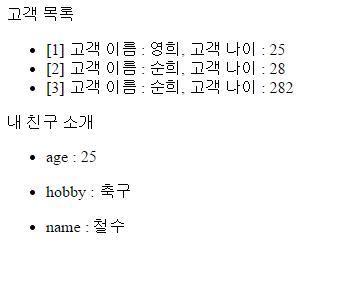 고객 목록
[1] 고객 이름 : 영희, 고객 나이 : 25
[2] 고객 이름 : 순희, 고객 나이 : 28
[3] 고객 이름 : 순희, 고객 나이 : 282
내 친구 소개
age : 25
hobby : 축구
name : 철수